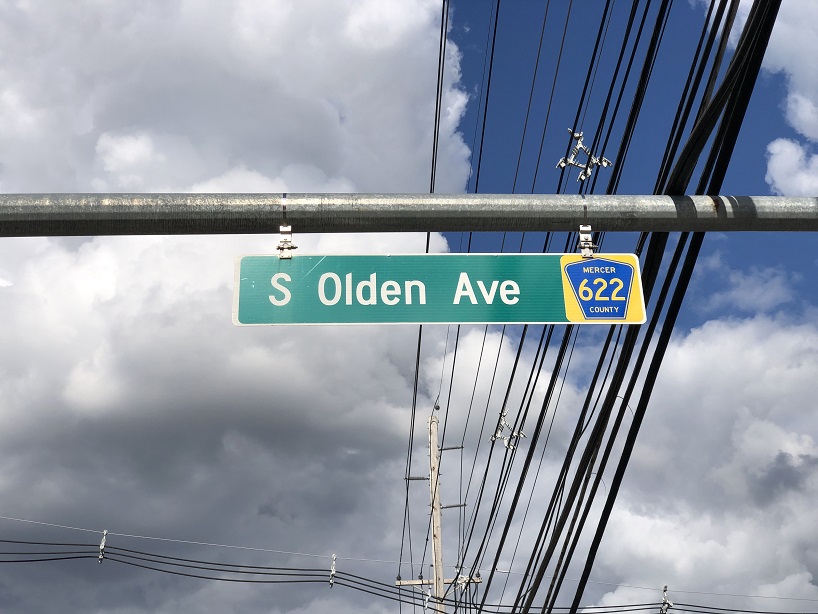 S Olden Ave
MERCER
622
COUNTY